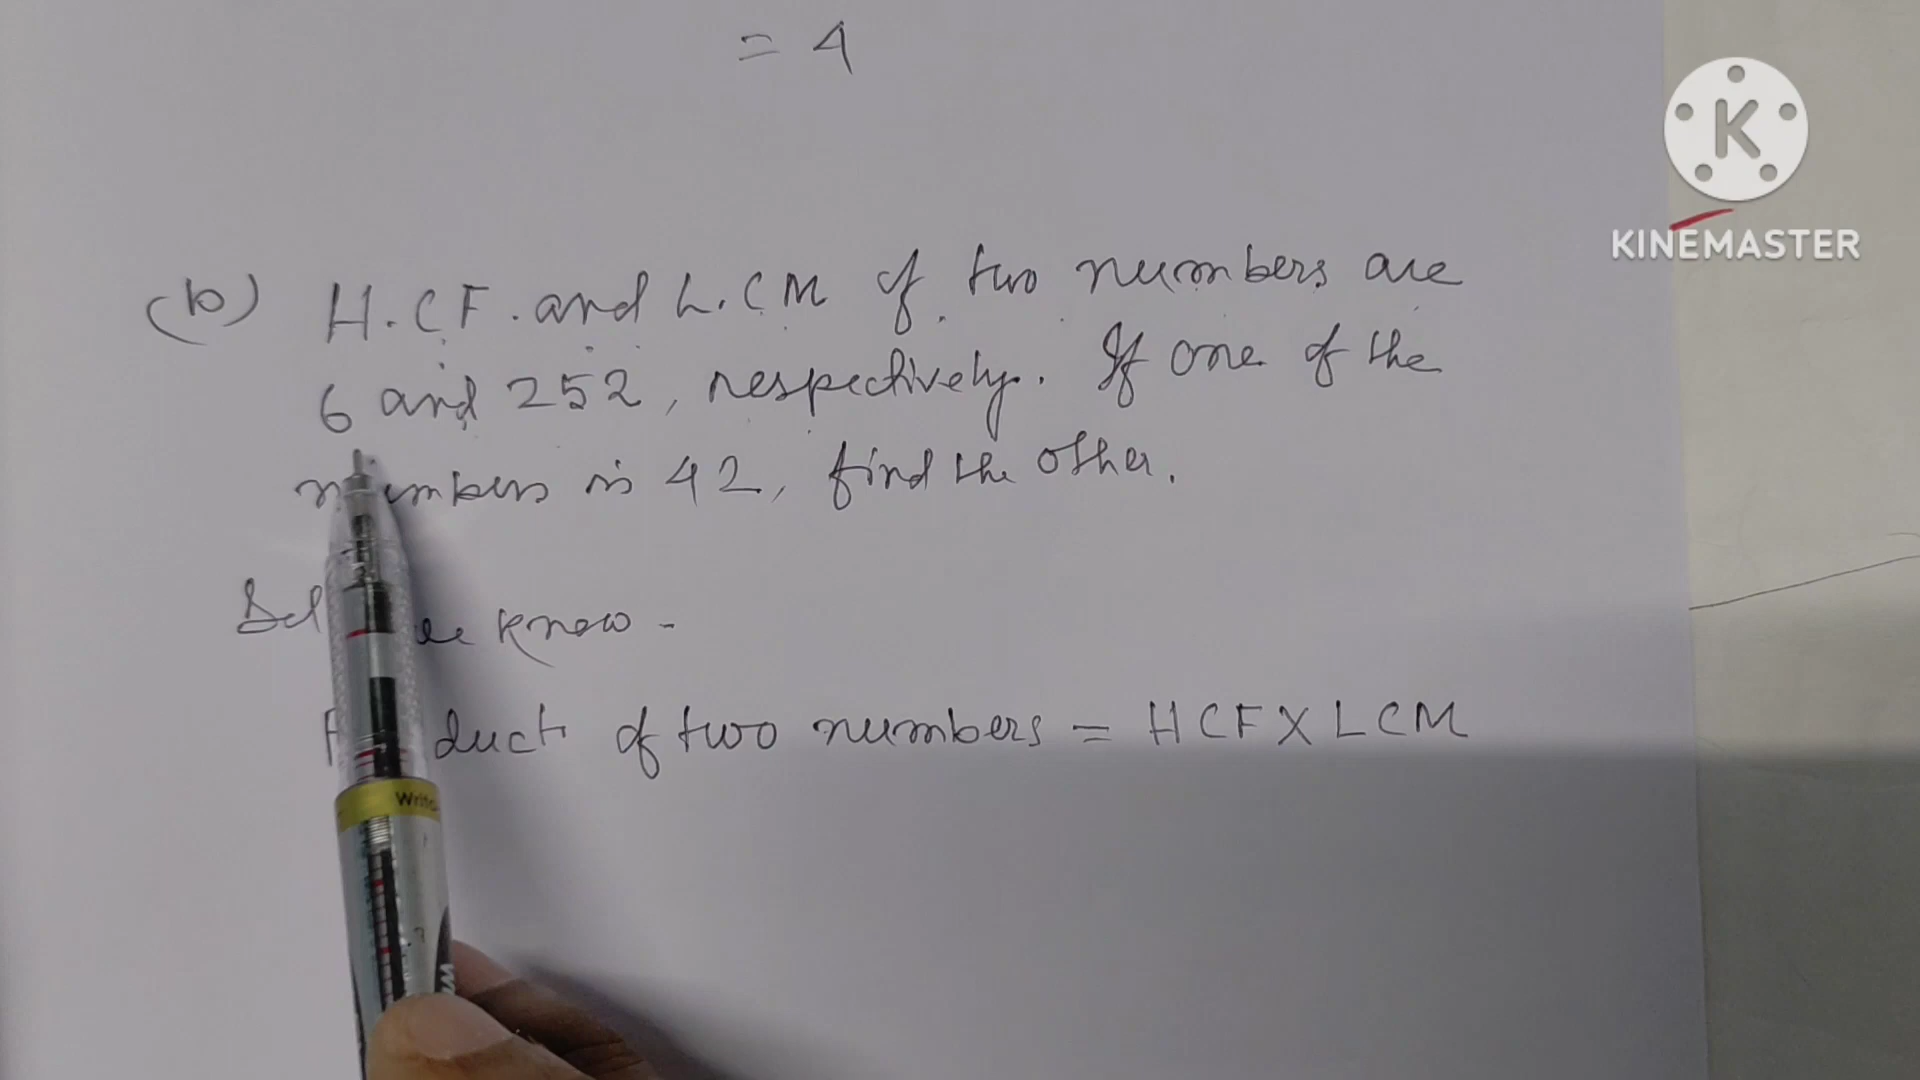 = 4
K
KINEMASTER
(b) H.C.F. and L.C.M of two numbers are
6 and 252, respectively. If one of the
numbers is 42, find the other.
know -
of two numbers = HCF X LCM